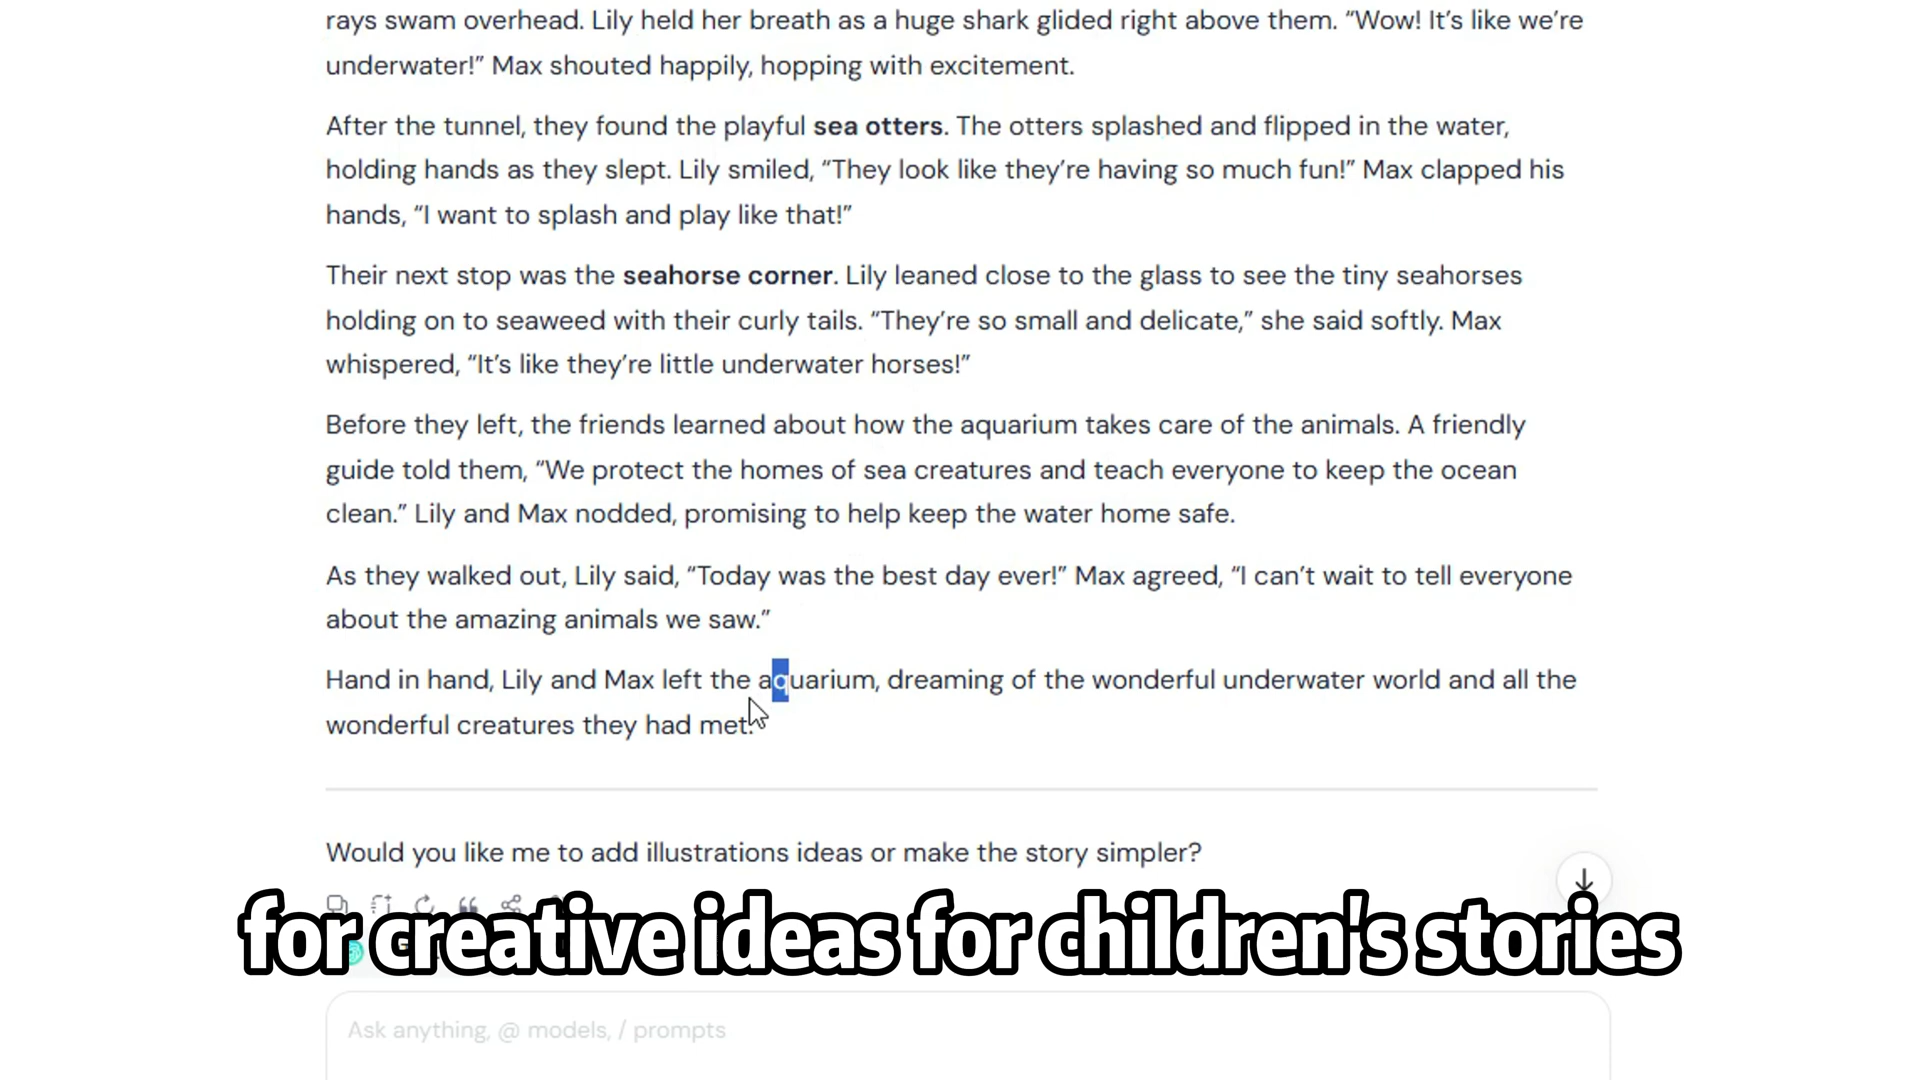 rays swam overhead. Lily held her breath as a huge shark glided right above them. “Wow! It’s like we’re
underwater!” Max shouted happily, hopping with excitement.
After the tunnel, they found the playful sea otters. The otters splashed and flipped in the water,
holding hands as they slept. Lily smiled, “They look like they’re having so much fun!” Max clapped his
hands, “I want to splash and play like that!”
Their next stop was the seahorse corner. Lily leaned close to the glass to see the tiny seahorses
holding on to seaweed with their curly tails. “They’re so small and delicate,” she said softly. Max
whispered, “It’s like they’re little underwater horses!”
Before they left, the friends learned about how the aquarium takes care of the animals. A friendly
guide told them, “We protect the homes of sea creatures and teach everyone to keep the ocean
clean.” Lily and Max nodded, promising to help keep the water home safe.
As they walked out, Lily said, “Today was the best day ever!” Max agreed, “I can’t wait to tell everyone
about the amazing animals we saw.”
Hand in hand, Lily and Max left the aquarium, dreaming of the wonderful underwater world and all the
wonderful creatures they had met.
Would you like me to add illustrations ideas or make the story simpler?
for creative ideas for children's stories
Ask anything, @ models, / prompts